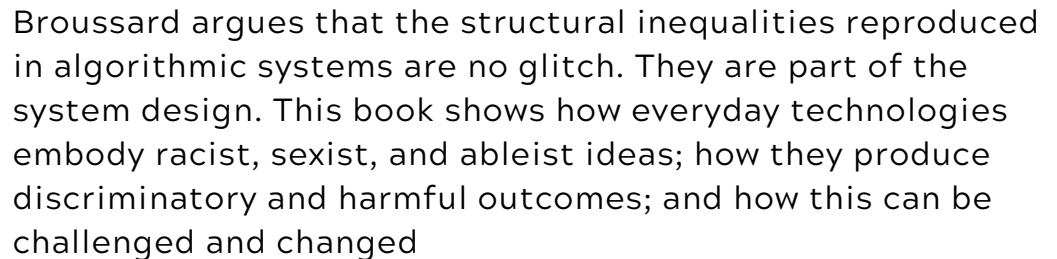 Broussard argues that the structural inequalities reproduced
in algorithmic systems are no glitch. They are part of the
system design. This book shows how everyday technologies
embody racist, sexist, and ableist ideas; how they produce
discriminatory and harmful outcomes; and how this can be
challenged and changed